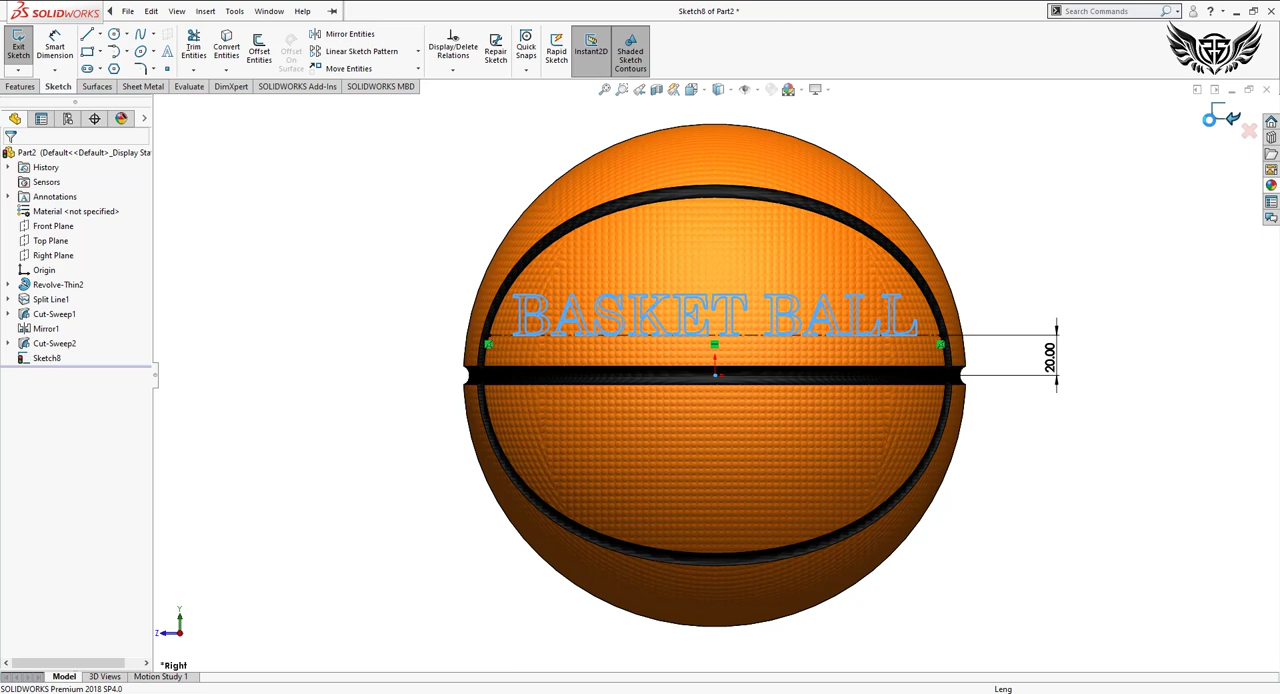 SOLIDWORKS File Edit View Insert Tools Window Help Sketch8 of Part2 * Search Commands ?
Exit Sketch
Smart Dimension
Trim Entities
Convert Entities
Offset Entities
Offset On Surface
Mirror Entities
Linear Sketch Pattern
Move Entities
Display/Delete Relations
Repair Sketch
Quick Snaps
Rapid Sketch
Instant2D
Shaded Sketch Contours
Features Sketch Surfaces Sheet Metal Evaluate DimXpert SOLIDWORKS Add-Ins SOLIDWORKS MBD
Part2 (Default<<Default>_Display Sta
History
Sensors
Annotations
Material <not specified>
Front Plane
Top Plane
Right Plane
Origin
Revolve-Thin2
Split Line1
Cut-Sweep1
Mirror1
Cut-Sweep2
Sketch8
BASKET BALL
20.00
Y
Z
*Right
Model 3D Views Motion Study 1
SOLIDWORKS Premium 2018 SP4.0 Leng